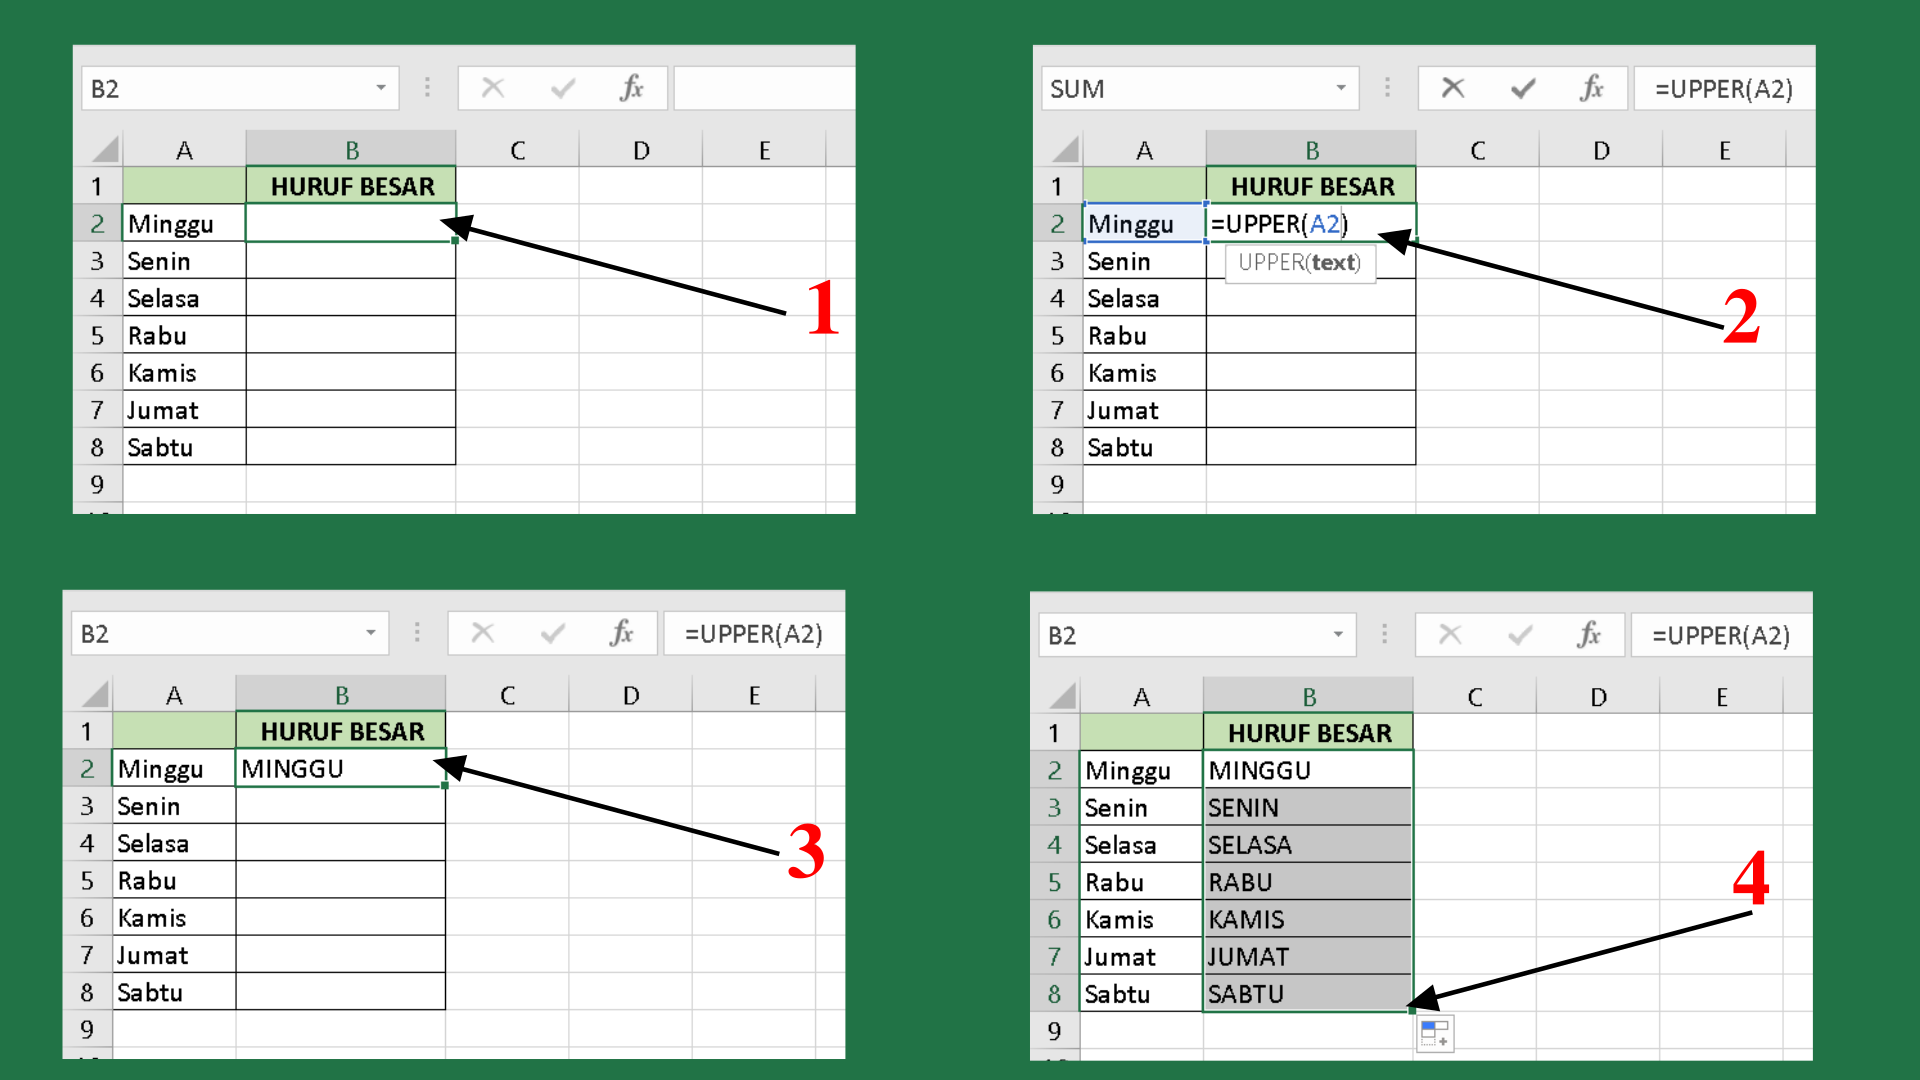 B2 fx
A B C D E
1 HURUF BESAR
2 Minggu
3 Senin
4 Selasa
5 Rabu
6 Kamis
7 Jumat
8 Sabtu
9
1
SUM fx =UPPER(A2)
A B C D E
1 HURUF BESAR
2 Minggu =UPPER(A2)
3 Senin UPPER(text)
4 Selasa
5 Rabu
6 Kamis
7 Jumat
8 Sabtu
9
2
B2 fx =UPPER(A2)
A B C D E
1 HURUF BESAR
2 Minggu MINGGU
3 Senin
4 Selasa
5 Rabu
6 Kamis
7 Jumat
8 Sabtu
9
3
B2 fx =UPPER(A2)
A B C D E
1 HURUF BESAR
2 Minggu MINGGU
3 Senin SENIN
4 Selasa SELASA
5 Rabu RABU
6 Kamis KAMIS
7 Jumat JUMAT
8 Sabtu SABTU
9
4